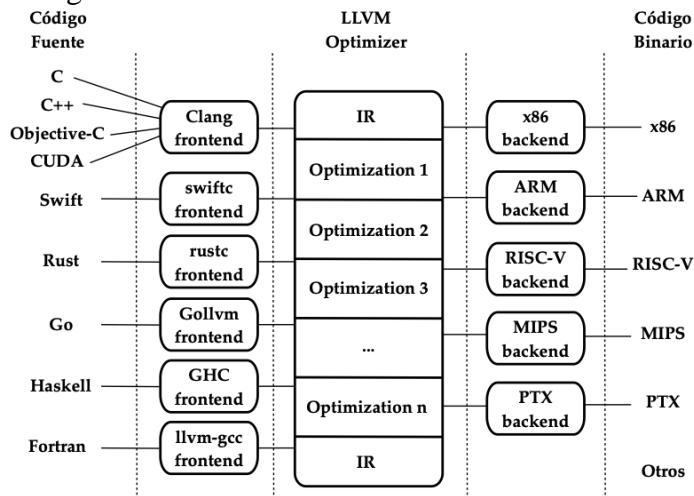 Código
Fuente
LLVM
Optimizer
Código
Binario
C
C++
Objective-C
CUDA
Swift
Rust
Go
Haskell
Fortran
Clang
frontend
swiftc
frontend
rustc
frontend
Gollvm
frontend
GHC
frontend
llvm-gcc
frontend
IR
Optimization 1
Optimization 2
Optimization 3
...
Optimization n
IR
x86
backend
ARM
backend
RISC-V
backend
MIPS
backend
PTX
backend
x86
ARM
RISC-V
MIPS
PTX
Otros